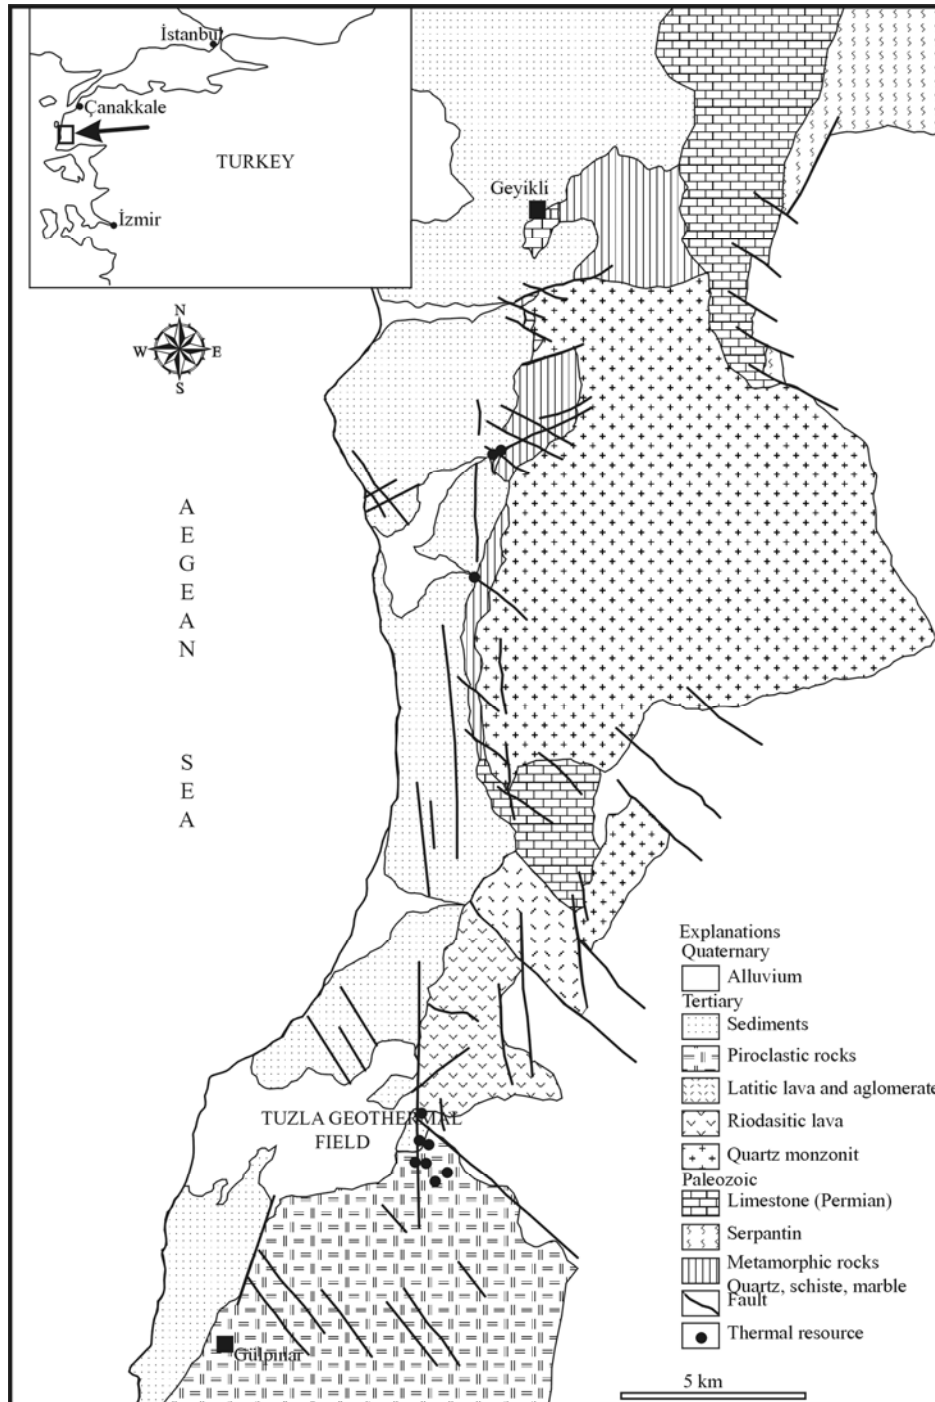 İstanbul
Çanakkale
TURKEY
İzmir
Geyikli
N
W E
S
A
E
G
E
A
N
S
E
A
TUZLA GEOTHERMAL
FIELD
Gülpınar
Explanations
Quaternary
Alluvium
Tertiary
Sediments
Piroclastic rocks
Latitic lava and aglomerate
Riodasitic lava
Quartz monzonit
Paleozoic
Limestone (Permian)
Serpantin
Metamorphic rocks
Quartz, schiste, marble
Fault
Thermal resource
5 km